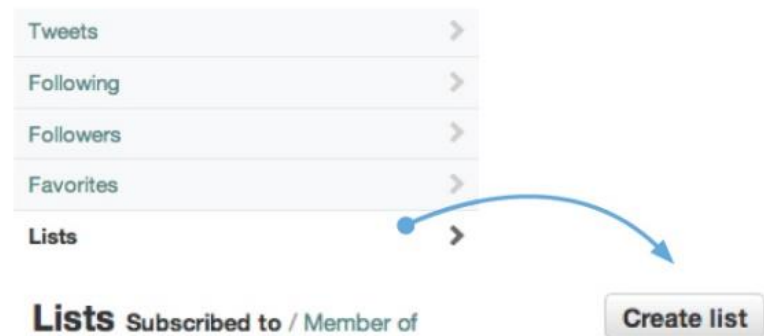 Tweets
Following
Followers
Favorites
Lists
Lists Subscribed to / Member of
Create list